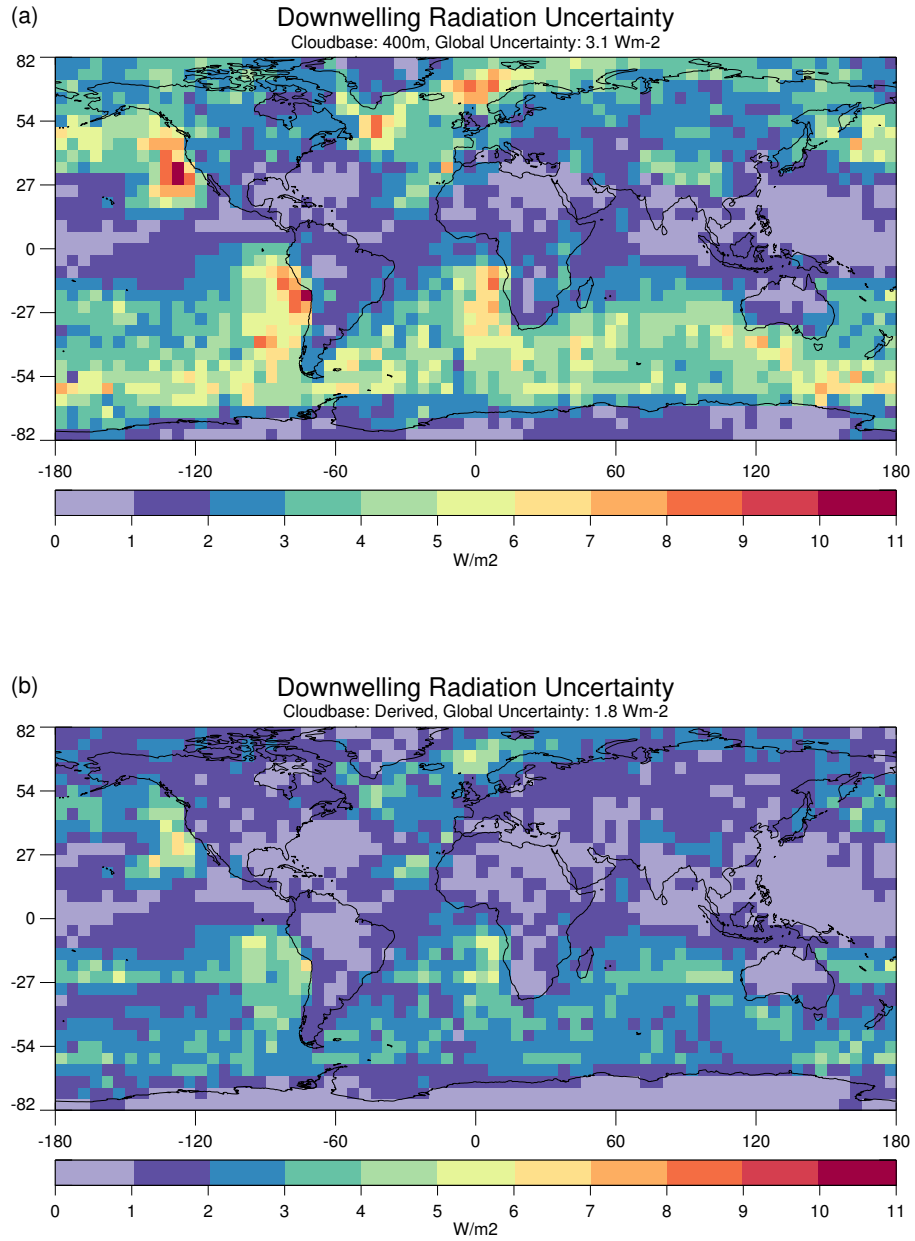 (a)
Downwelling Radiation Uncertainty
Cloudbase: 400m, Global Uncertainty: 3.1 Wm-2
82
54
27
0
-27
-54
-82
-180 -120 -60 0 60 120 180
0 1 2 3 4 5 6 7 8 9 10 11
W/m2
(b)
Downwelling Radiation Uncertainty
Cloudbase: Derived, Global Uncertainty: 1.8 Wm-2
82
54
27
0
-27
-54
-82
-180 -120 -60 0 60 120 180
0 1 2 3 4 5 6 7 8 9 10 11
W/m2